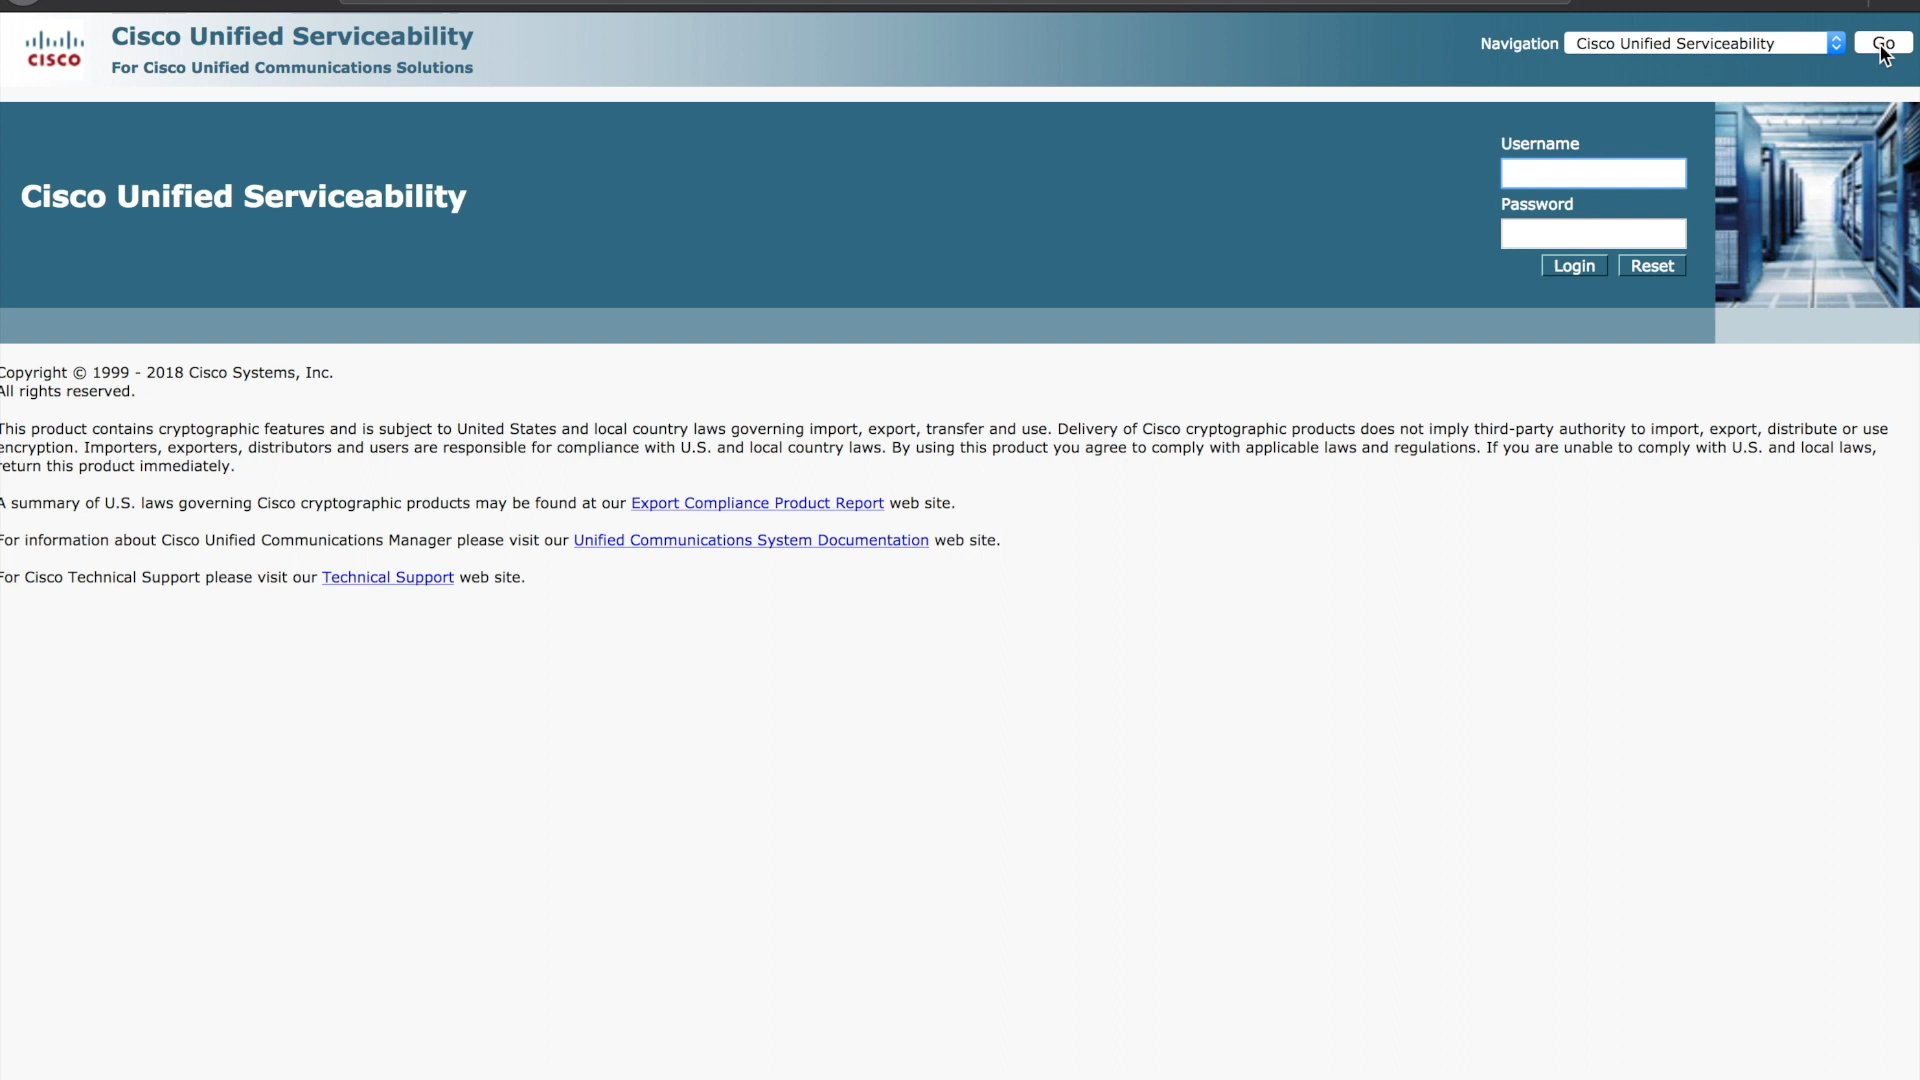 CISCO
Cisco Unified Serviceability
For Cisco Unified Communications Solutions
Navigation Cisco Unified Serviceability Go
Cisco Unified Serviceability
Username
Password
Login Reset
Copyright © 1999 - 2018 Cisco Systems, Inc.
All rights reserved.
This product contains cryptographic features and is subject to United States and local country laws governing import, export, transfer and use. Delivery of Cisco cryptographic products does not imply third-party authority to import, export, distribute or use
encryption. Importers, exporters, distributors and users are responsible for compliance with U.S. and local country laws. By using this product you agree to comply with applicable laws and regulations. If you are unable to comply with U.S. and local laws,
return this product immediately.
A summary of U.S. laws governing Cisco cryptographic products may be found at our Export Compliance Product Report web site.
For information about Cisco Unified Communications Manager please visit our Unified Communications System Documentation web site.
For Cisco Technical Support please visit our Technical Support web site.